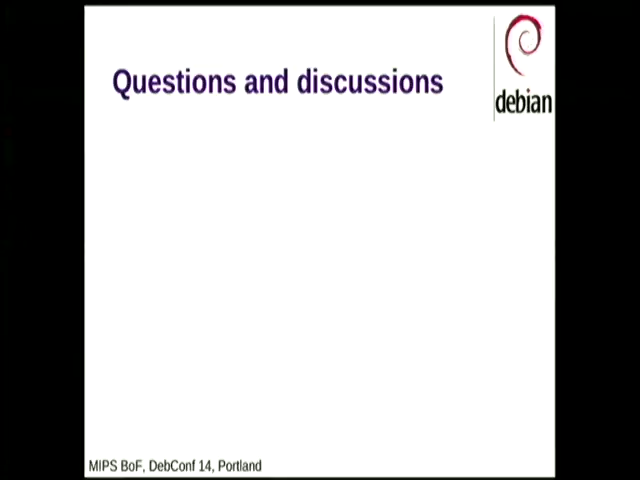 Questions and discussions
debian
MIPS BoF, DebConf 14, Portland